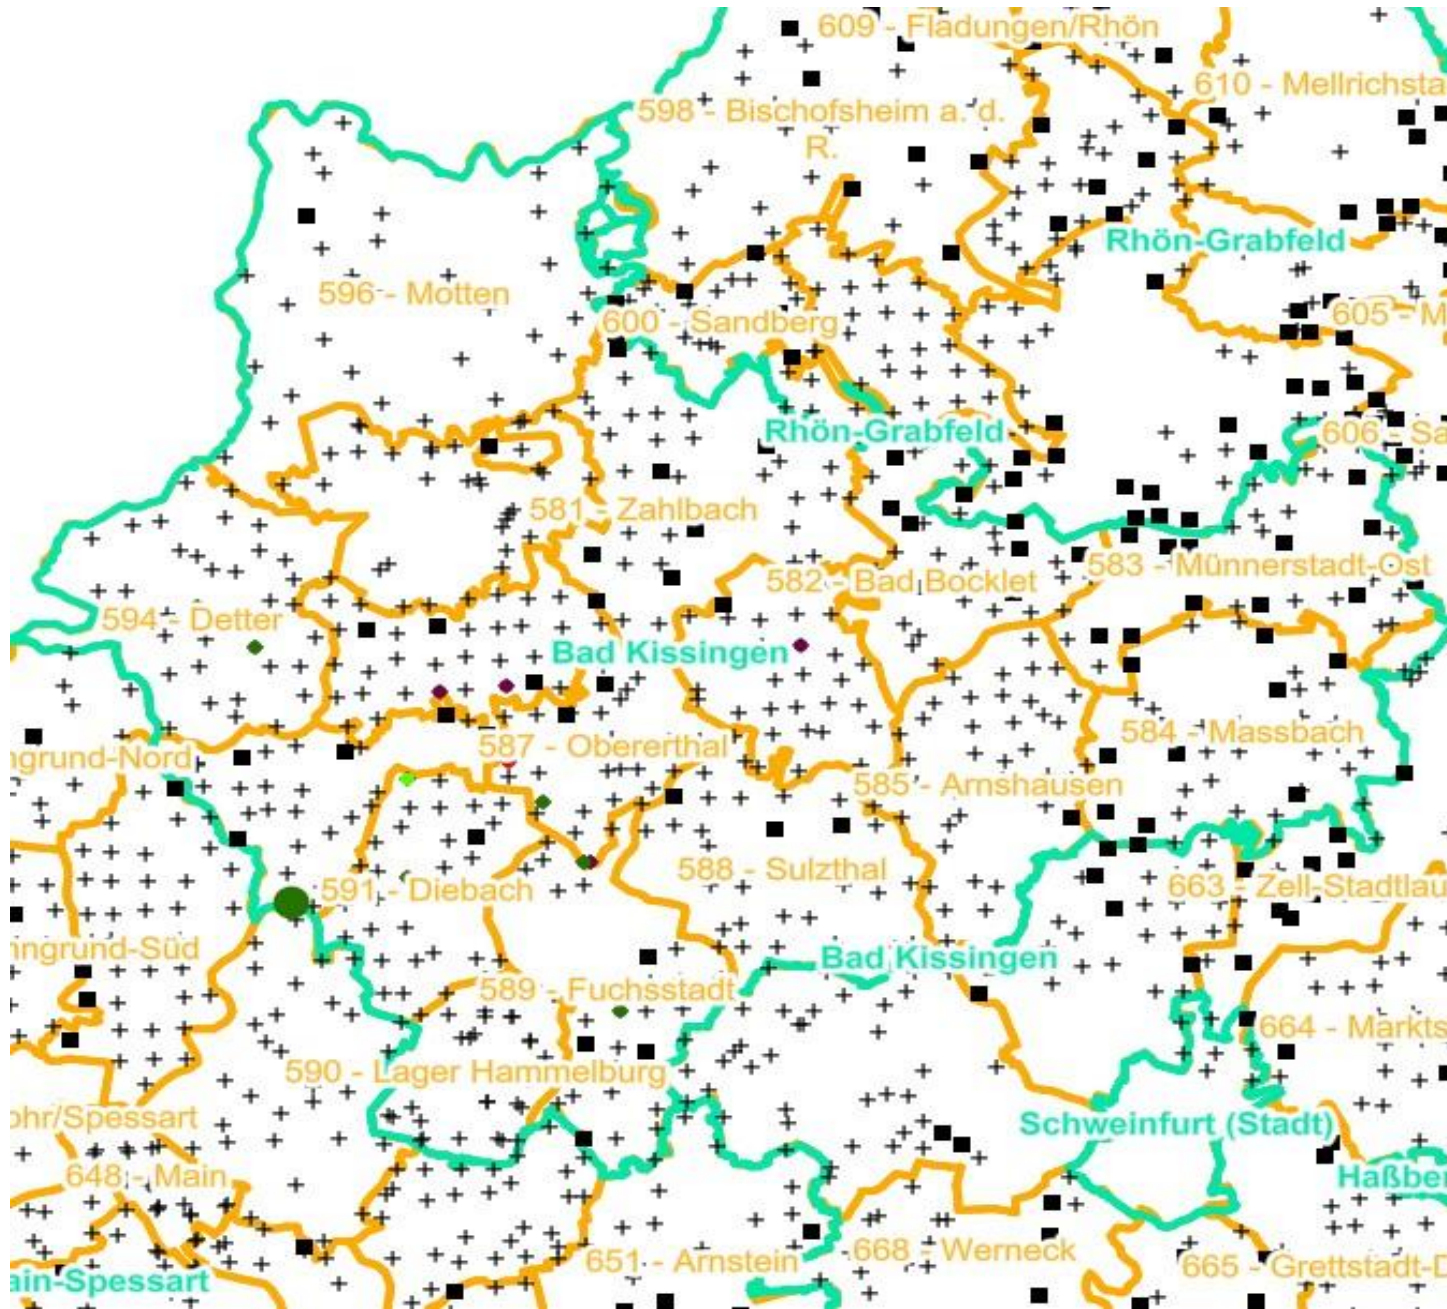 609 - Fladungen/Rhön
610 - Mellrichsta
598 - Bischofsheim a. d.
R.
Rhön-Grabfeld
596 - Motten
600 - Sandberg
605 - M
Rhön-Grabfeld
606 - Sa
581 - Zahlbach
582 - Bad Bocklet
583 - Münnerstadt-Ost
594 - Detter
Bad Kissingen
584 - Massbach
587 - Obererthal
ngrund-Nord
585 - Arnshausen
588 - Sulzthal
591 - Diebach
663 - Zell-Stadtlau
nngrund-Süd
Bad Kissingen
589 - Fuchsstadt
664 - Markts
590 - Lager Hammelburg
ohr/Spessart
Schweinfurt (Stadt)
648 - Main
Haßber
668 - Werneck
651 - Arnstein
665 - Grettstadt-D
ain-Spessart